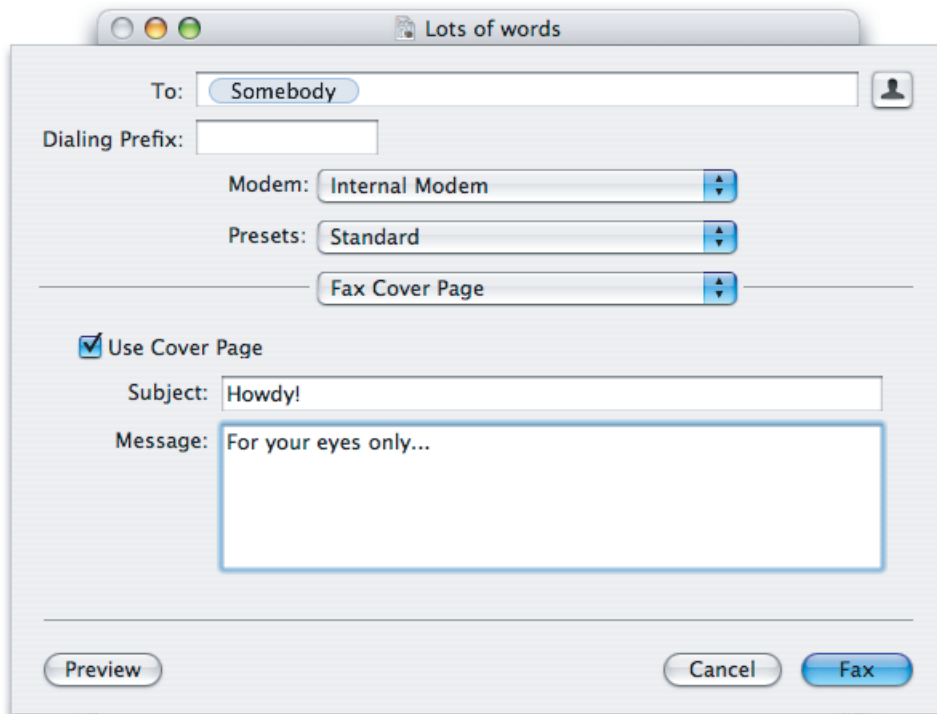 Lots of words
To: Somebody
Dialing Prefix:
Modem: Internal Modem
Presets: Standard
Fax Cover Page
Use Cover Page
Subject: Howdy!
Message: For your eyes only...
Preview Cancel Fax